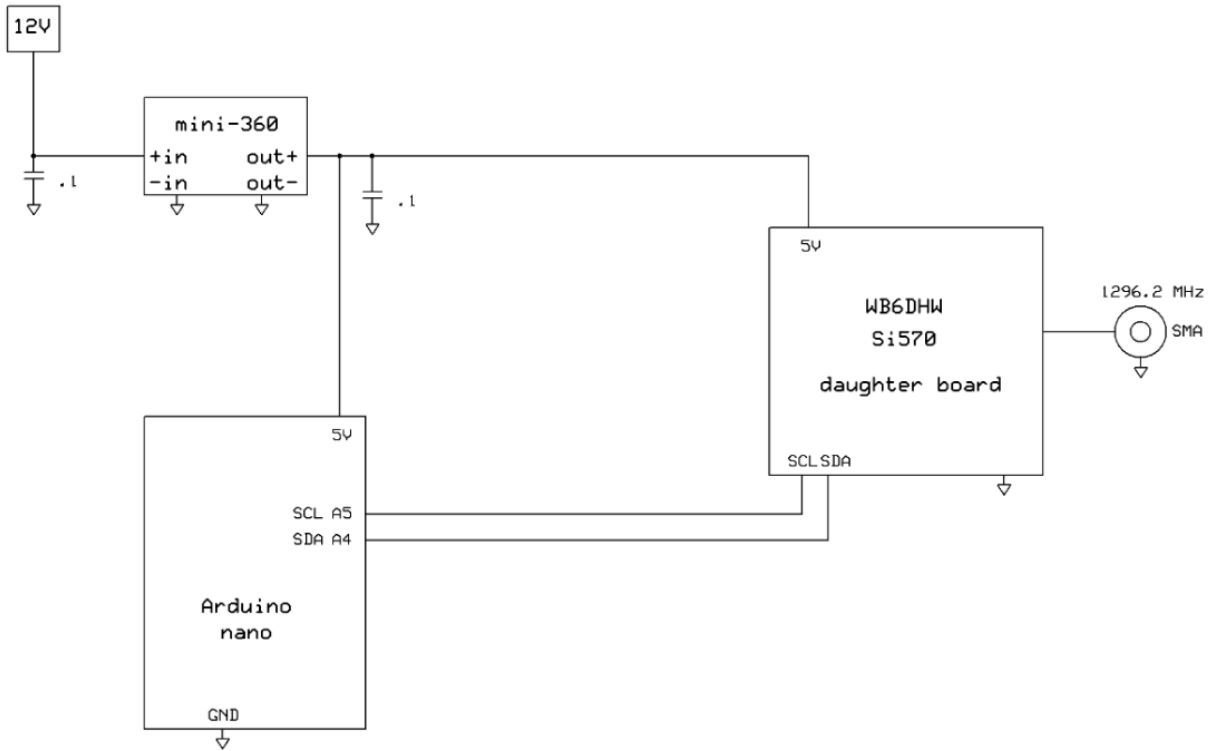 12V
mini-360
+in out+
-in out-
.1
.1
5V
WB6DHW
Si570
daughter board
SCL SDA
1296.2 MHz
SMA
5V
SCL A5
SDA A4
Arduino
nano
GND